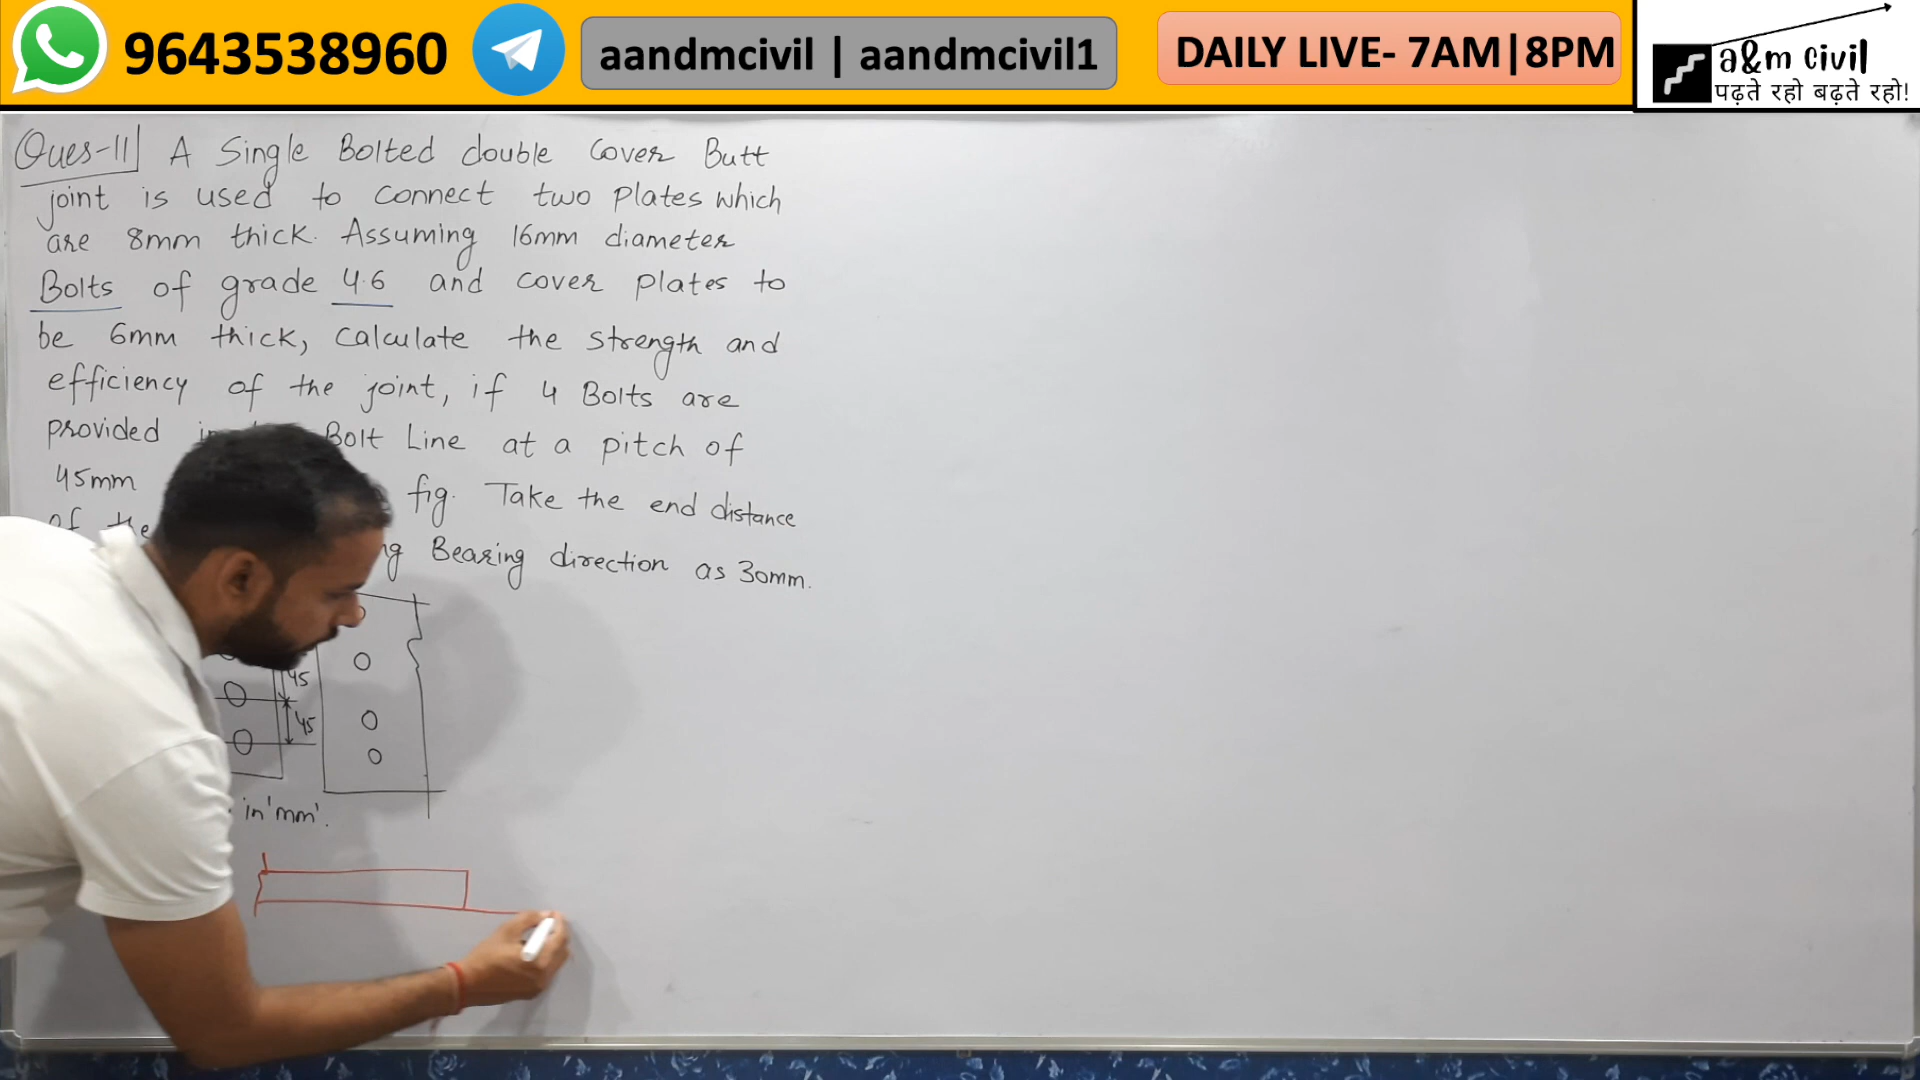 9643538960
aandmcivil | aandmcivil1
DAILY LIVE- 7AM|8PM
a&m civil
पढ़ते रहो बढ़ते रहो!
Ques-11 A Single Bolted double Cover Butt
joint is used to connect two plates which
are 8mm thick. Assuming 16mm diameter
Bolts of grade 4.6 and cover plates to
be 6mm thick, Calculate the strength and
efficiency of the joint, if 4 Bolts are
provided Bolt Line at a pitch of
45mm fig. Take the end distance
of the Bearing direction as 30mm.
45
45
in 'mm'.